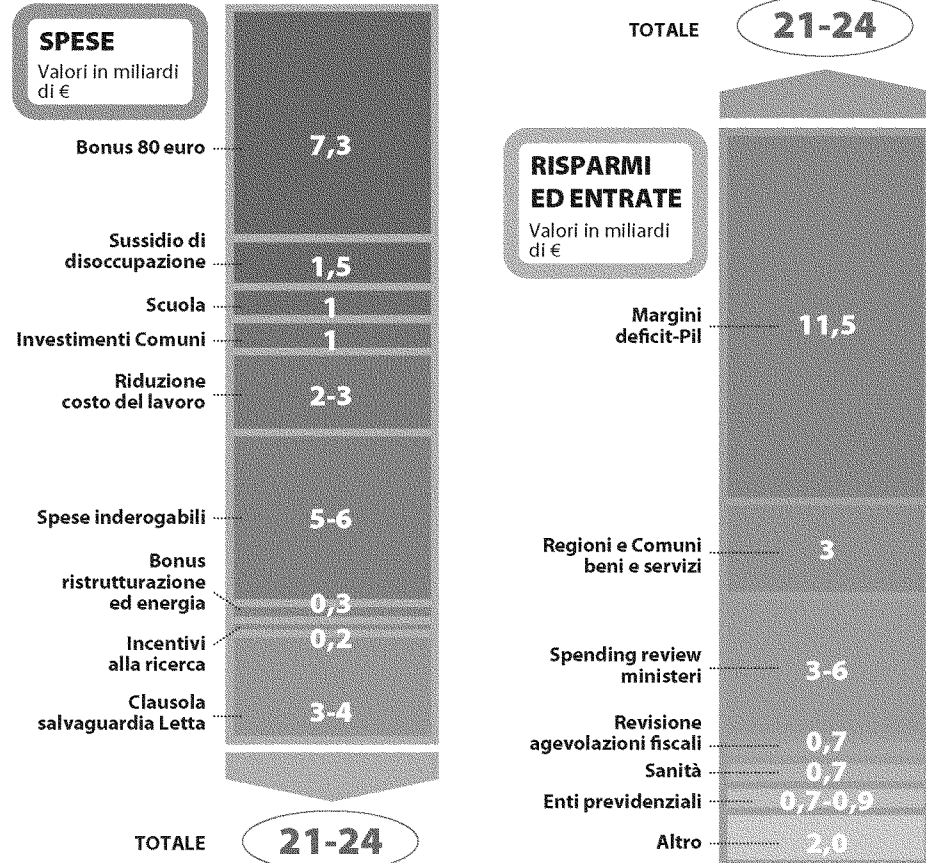 SPESE
Valori in miliardi
di €
Bonus 80 euro
7,3
Sussidio di
disoccupazione
1,5
Scuola
1
Investimenti Comuni
1
Riduzione
costo del lavoro
2-3
Spese inderogabili
5-6
Bonus
ristrutturazione
ed energia
0,3
Incentivi
alla ricerca
0,2
Clausola
salvaguardia Letta
3-4
TOTALE
21-24
TOTALE
21-24
RISPARMI
ED ENTRATE
Valori in miliardi
di €
Margini
deficit-Pil
11,5
Regioni e Comuni
beni e servizi
3
Spending review
ministeri
3-6
Revisione
agevolazioni fiscali
0,7
Sanità
0,7
Enti previdenziali
0,7-0,9
Altro
2,0